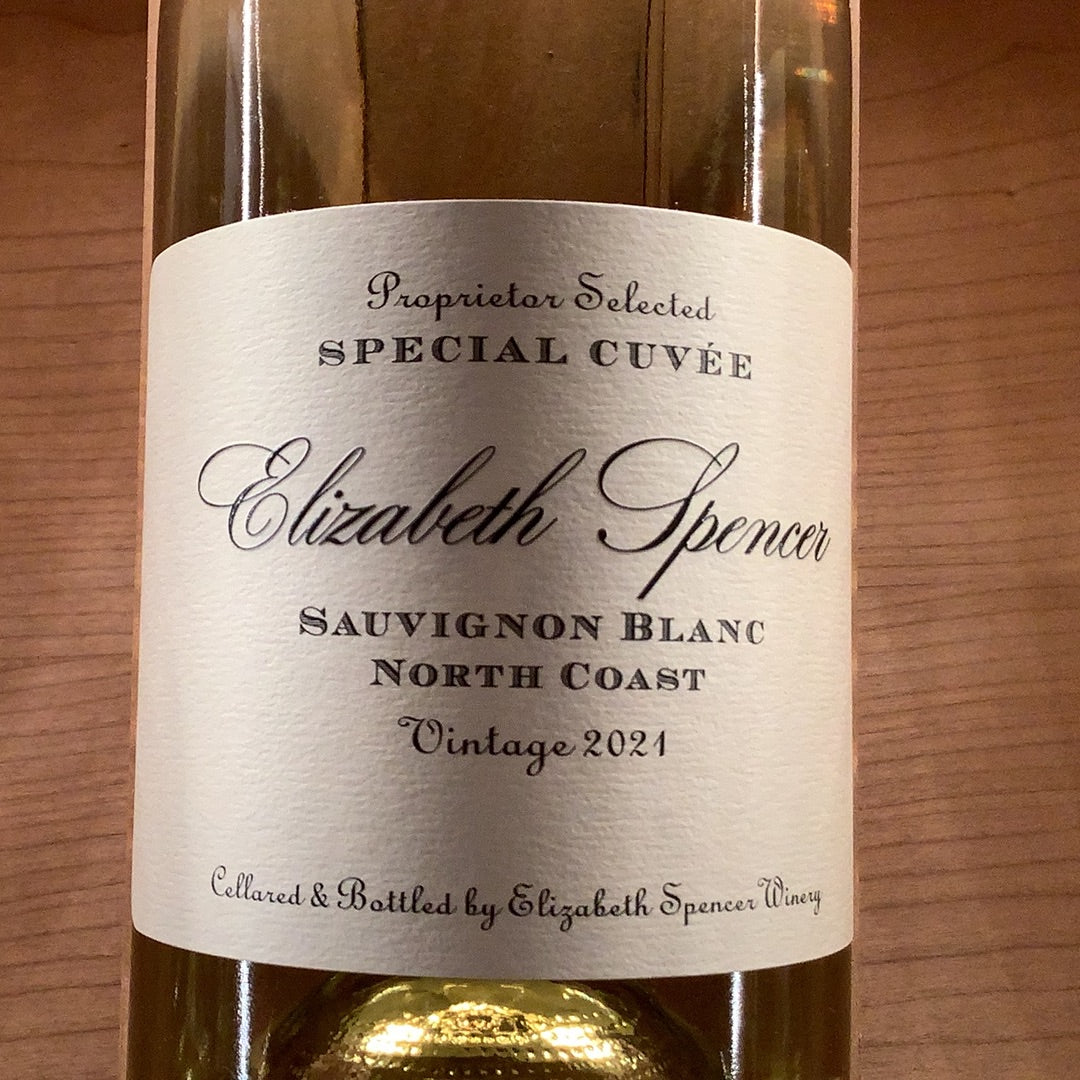 Proprietor Selected
SPECIAL CUVÉE
Elizabeth Spencer
SAUVIGNON BLANC
NORTH COAST
Vintage 2021
Cellared & Bottled by Elizabeth Spencer Winery